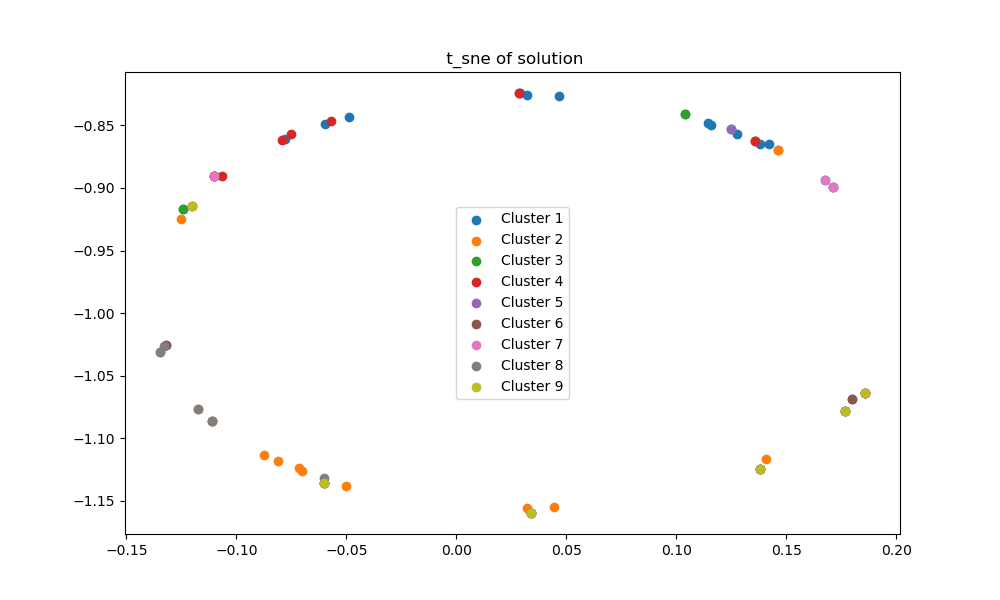 t_sne of solution
−0.85
−0.90
−0.95
−1.00
−1.05
−1.10
−1.15
Cluster 1
Cluster 2
Cluster 3
Cluster 4
Cluster 5
Cluster 6
Cluster 7
Cluster 8
Cluster 9
−0.15 −0.10 −0.05 0.00 0.05 0.10 0.15 0.20